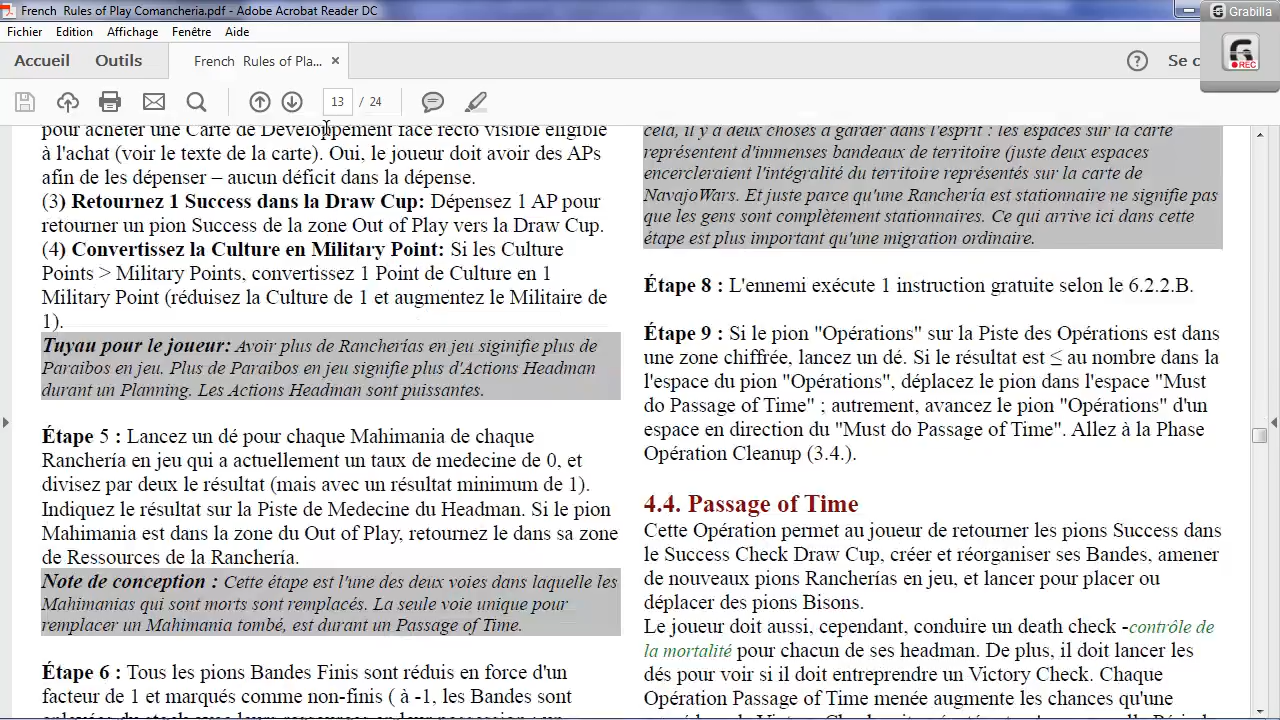 French  Rules of Play Comancheria.pdf - Adobe Acrobat Reader DC
Grabilla
Fichier Edition Affichage Fenêtre Aide
REC
Accueil Outils French  Rules of Pla... × ? Se c
13 / 24
pour acheter une Carte de Développement face recto visible éligible
à l'achat (voir le texte de la carte). Oui, le joueur doit avoir des APs
afin de les dépenser – aucun déficit dans la dépense.
(3) Retournez 1 Success dans la Draw Cup: Dépensez 1 AP pour
retourner un pion Success de la zone Out of Play vers la Draw Cup.
(4) Convertissez la Culture en Military Point: Si les Culture
Points > Military Points, convertissez 1 Point de Culture en 1
Military Point (réduisez la Culture de 1 et augmentez le Militaire de
1).
Tuyau pour le joueur: Avoir plus de Rancherías en jeu siginifie plus de
Paraibos en jeu. Plus de Paraibos en jeu signifie plus d'Actions Headman
durant un Planning. Les Actions Headman sont puissantes.
Étape 5 : Lancez un dé pour chaque Mahimania de chaque
Ranchería en jeu qui a actuellement un taux de medecine de 0, et
divisez par deux le résultat (mais avec un résultat minimum de 1).
Indiquez le résultat sur la Piste de Medecine du Headman. Si le pion
Mahimania est dans la zone du Out of Play, retournez le dans sa zone
de Ressources de la Ranchería.
Note de conception : Cette étape est l'une des deux voies dans laquelle les
Mahimanias qui sont morts sont remplacés. La seule voie unique pour
remplacer un Mahimania tombé, est durant un Passage of Time.
Étape 6 : Tous les pions Bandes Finis sont réduits en force d'un
facteur de 1 et marqués comme non-finis ( à -1, les Bandes sont
cela, il y a deux choses à garder dans l'esprit : les espaces sur la carte
représentent d'immenses bandeaux de territoire (juste deux espaces
encercleraient l'intégralité du territoire représentés sur la carte de
NavajoWars. Et juste parce qu'une Ranchería est stationnaire ne signifie pas
que les gens sont complètement stationnaires. Ce qui arrive ici dans cette
étape est plus important qu'une migration ordinaire.
Étape 8 : L'ennemi exécute 1 instruction gratuite selon le 6.2.2.B.
Étape 9 : Si le pion "Opérations" sur la Piste des Opérations est dans
une zone chiffrée, lancez un dé. Si le résultat est ≤ au nombre dans la
l'espace du pion "Opérations", déplacez le pion dans l'espace "Must
do Passage of Time" ; autrement, avancez le pion "Opérations" d'un
espace en direction du "Must do Passage of Time". Allez à la Phase
Opération Cleanup (3.4.).
4.4. Passage of Time
Cette Opération permet au joueur de retourner les pions Success dans
le Success Check Draw Cup, créer et réorganiser ses Bandes, amener
de nouveaux pions Rancherías en jeu, et lancer pour placer ou
déplacer des pions Bisons.
Le joueur doit aussi, cependant, conduire un death check -contrôle de
la mortalité pour chacun de ses headman. De plus, il doit lancer les
dés pour voir si il doit entreprendre un Victory Check. Chaque
Opération Passage of Time menée augmente les chances qu'une